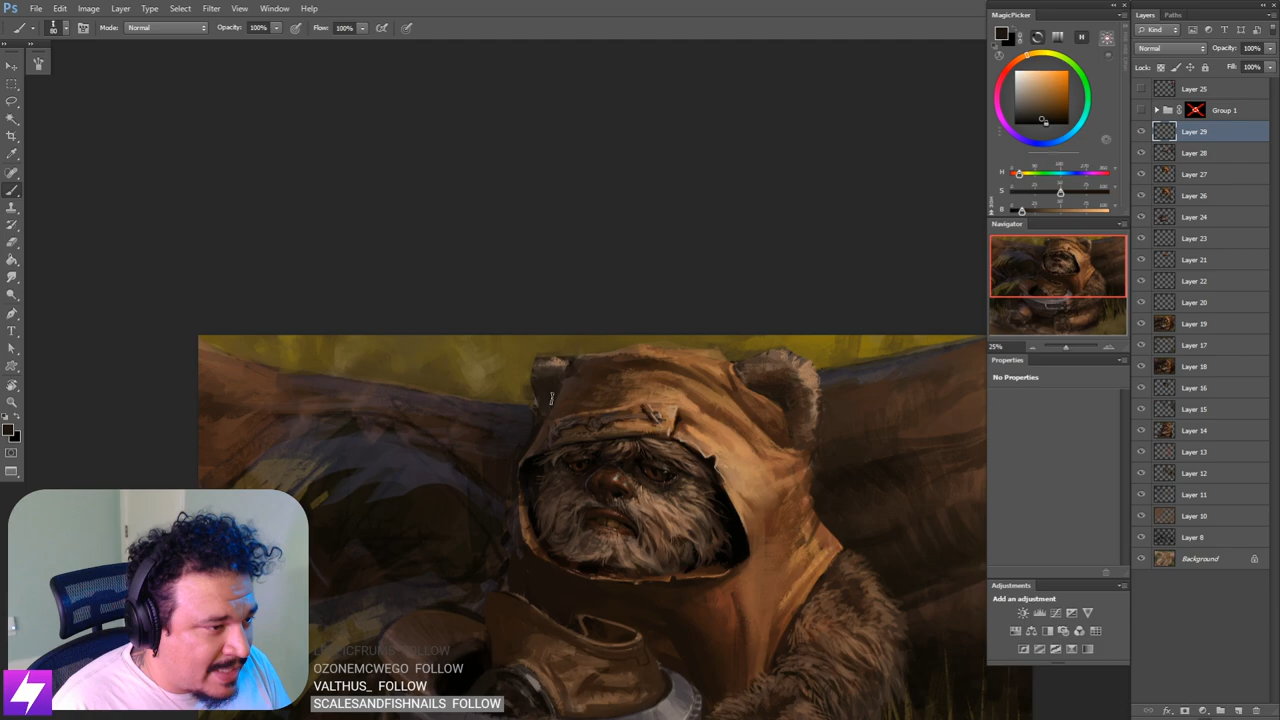 Ps File Edit Image Layer Type Select Filter View Window Help
80 Mode: Normal Opacity: 100% Flow: 100%
MagicPicker
H
H
S
B
Navigator
25%
Properties
No Properties
Adjustments
Add an adjustment
Layers Paths
Kind
Normal Opacity: 100%
Lock: Fill: 100%
Layer 25
Group 1
Layer 29
Layer 28
Layer 27
Layer 26
Layer 24
Layer 23
Layer 21
Layer 22
Layer 20
Layer 19
Layer 17
Layer 18
Layer 16
Layer 15
Layer 14
Layer 13
Layer 12
Layer 11
Layer 10
Layer 8
Background
fx
FOLLOW
OZONEMCWEGO FOLLOW
VALTHUS_ FOLLOW
SCALESANDFISHNAILS FOLLOW